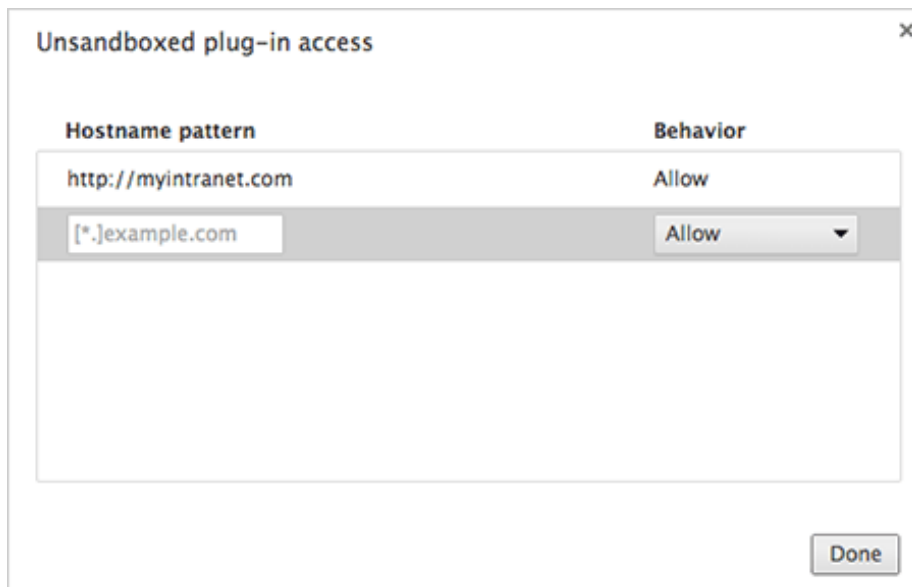 Unsandboxed plug-in access
Hostname pattern Behavior
http://myintranet.com Allow
[*.]example.com Allow
Done